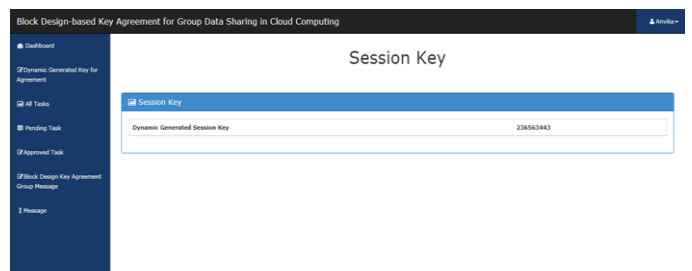 Block Design-based Key Agreement for Group Data Sharing in Cloud Computing
Anvika
Dashboard
Dynamic Generated Key for
Agreement
All Tasks
Pending Task
Approved Task
Block Design Key Agreement
Group Message
Message
Session Key
Session Key
Dynamic Generated Session Key 236563443